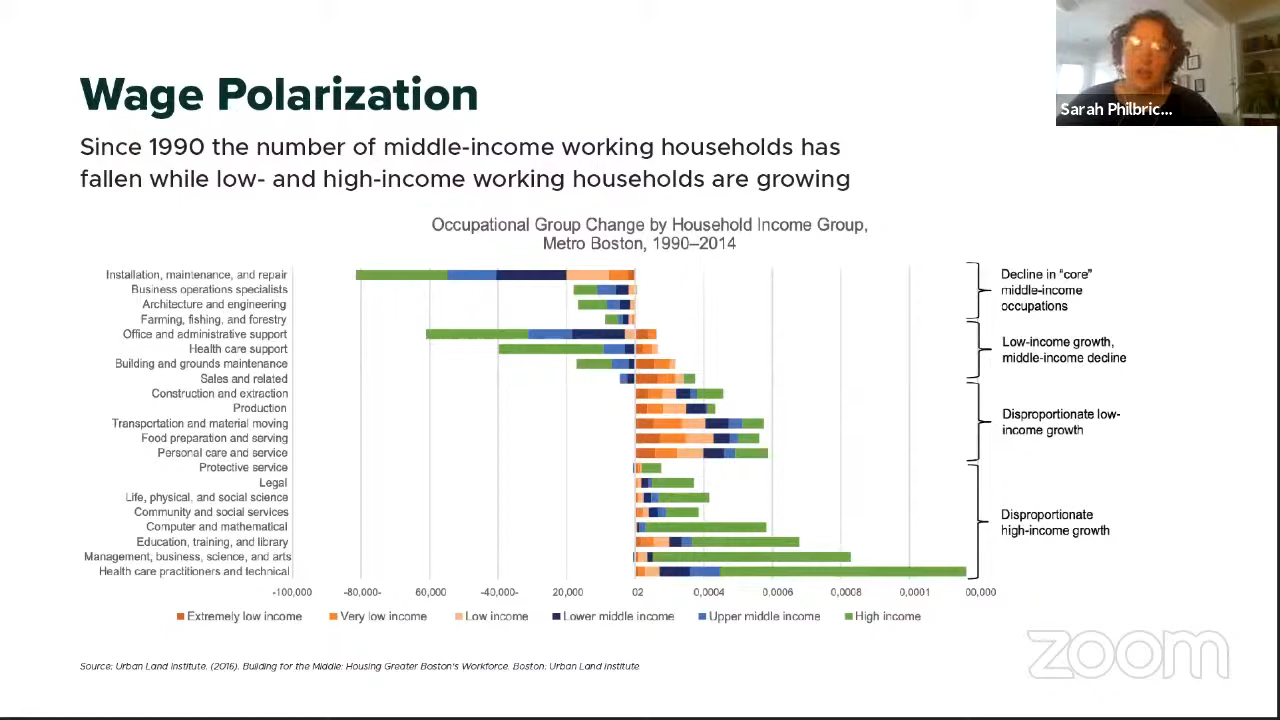 Sarah Philbric...
Wage Polarization
Since 1990 the number of middle-income working households has
fallen while low- and high-income working households are growing
Occupational Group Change by Household Income Group,
Metro Boston, 1990–2014
Installation, maintenance, and repair
Business operations specialists
Architecture and engineering
Farming, fishing, and forestry
Office and administrative support
Health care support
Building and grounds maintenance
Sales and related
Construction and extraction
Production
Transportation and material moving
Food preparation and serving
Personal care and service
Protective service
Legal
Life, physical, and social science
Community and social services
Computer and mathematical
Education, training, and library
Management, business, science, and arts
Health care practitioners and technical
Decline in “core”
middle-income
occupations
Low-income growth,
middle-income decline
Disproportionate low-
income growth
Disproportionate
high-income growth
-100,000 -80,000- 60,000 -40,000- 20,000 02 0,0004 0,0006 0,0008 0,0001 00,000
Extremely low income Very low income Low income Lower middle income Upper middle income High income
Source: Urban Land Institute. (2016). Building for the Middle: Housing Greater Boston's Workforce. Boston: Urban Land Institute.
zoom